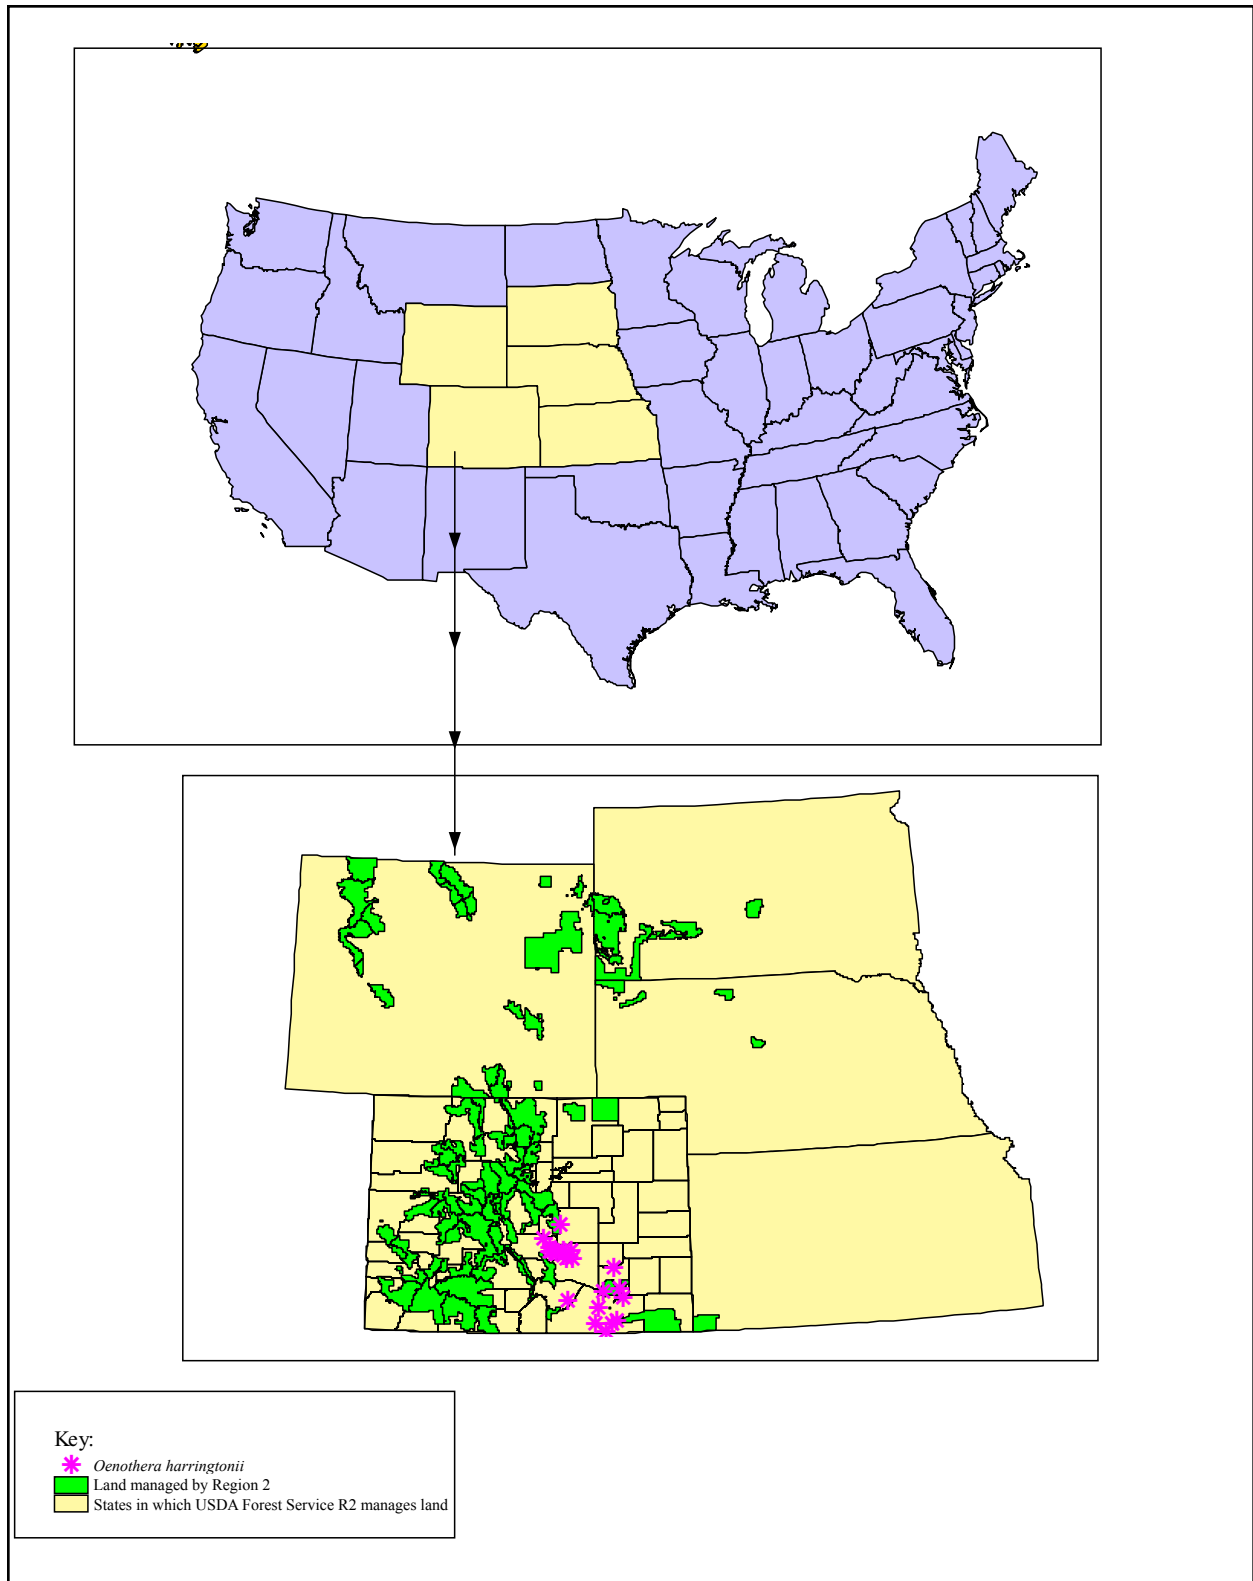 Key:
Oenothera harringtonii
Land managed by Region 2
States in which USDA Forest Service R2 manages land